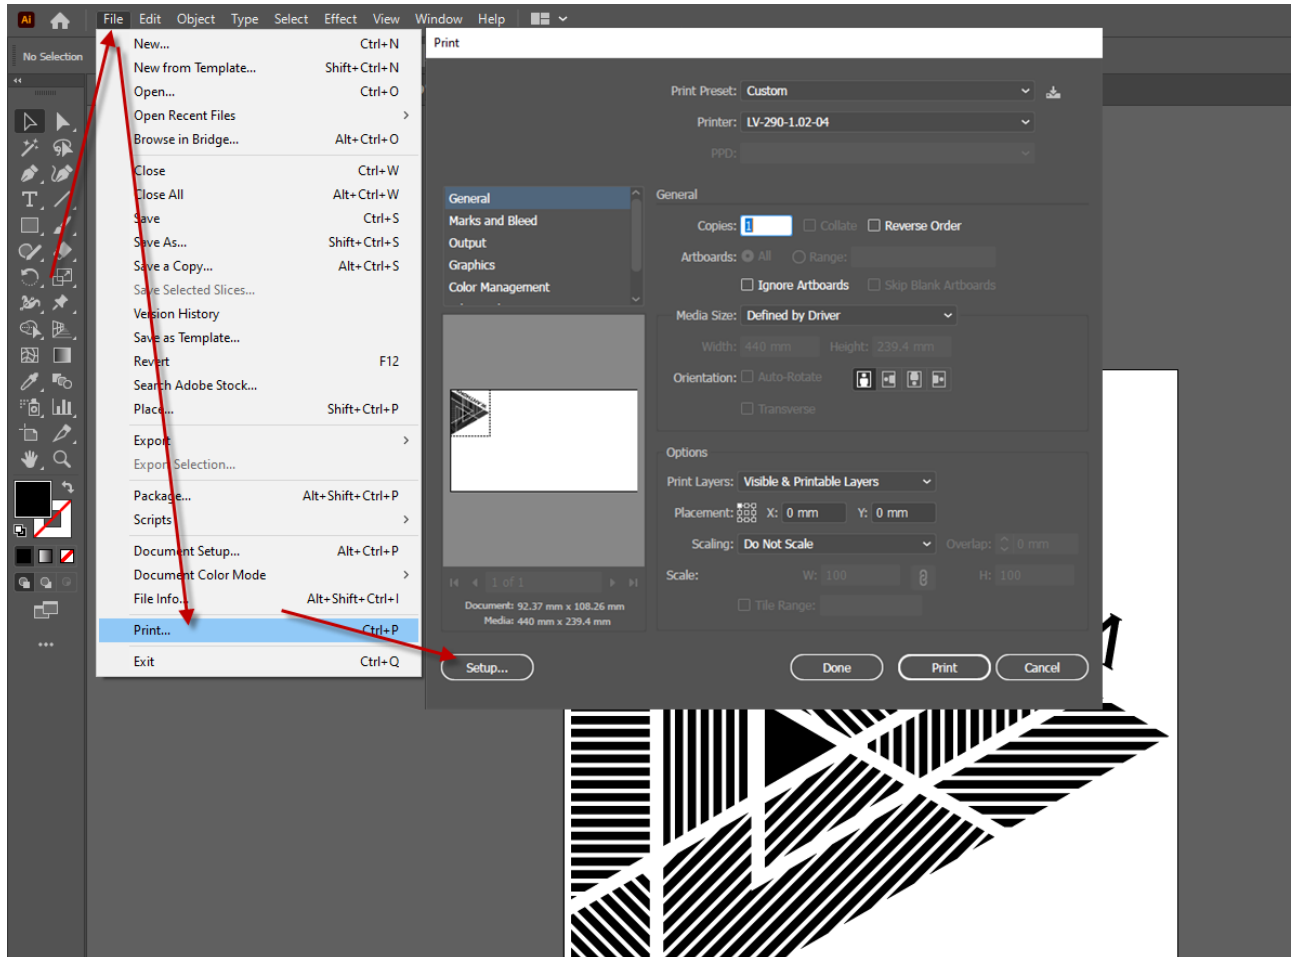 Ai File Edit Object Type Select Effect View Window Help
No Selection
New... Ctrl+N
New from Template... Shift+Ctrl+N
Open... Ctrl+O
Open Recent Files
Browse in Bridge... Alt+Ctrl+O
Close Ctrl+W
Close All Alt+Ctrl+W
Save Ctrl+S
Save As... Shift+Ctrl+S
Save a Copy... Alt+Ctrl+S
Save Selected Slices...
Version History
Save as Template...
Revert F12
Search Adobe Stock...
Place... Shift+Ctrl+P
Export
Export Selection...
Package... Alt+Shift+Ctrl+P
Scripts
Document Setup... Alt+Ctrl+P
Document Color Mode
File Info... Alt+Shift+Ctrl+I
Print... Ctrl+P
Exit Ctrl+Q
Print
Print Preset: Custom
Printer: LV-290-1.02-04
PPD:
General
Marks and Bleed
Output
Graphics
Color Management
General
Copies: 1 Collate Reverse Order
Artboards: All Range:
Ignore Artboards Skip Blank Artboards
Media Size: Defined by Driver
Width: 440 mm Height: 239.4 mm
Orientation: Auto-Rotate
Transverse
Options
Print Layers: Visible & Printable Layers
Placement: X: 0 mm Y: 0 mm
Scaling: Do Not Scale Overlap: 0 mm
Scale: W: 100 H: 100
Tile Range:
1 of 1
Document: 92.37 mm x 108.26 mm
Media: 440 mm x 239.4 mm
Setup... Done Print Cancel
M